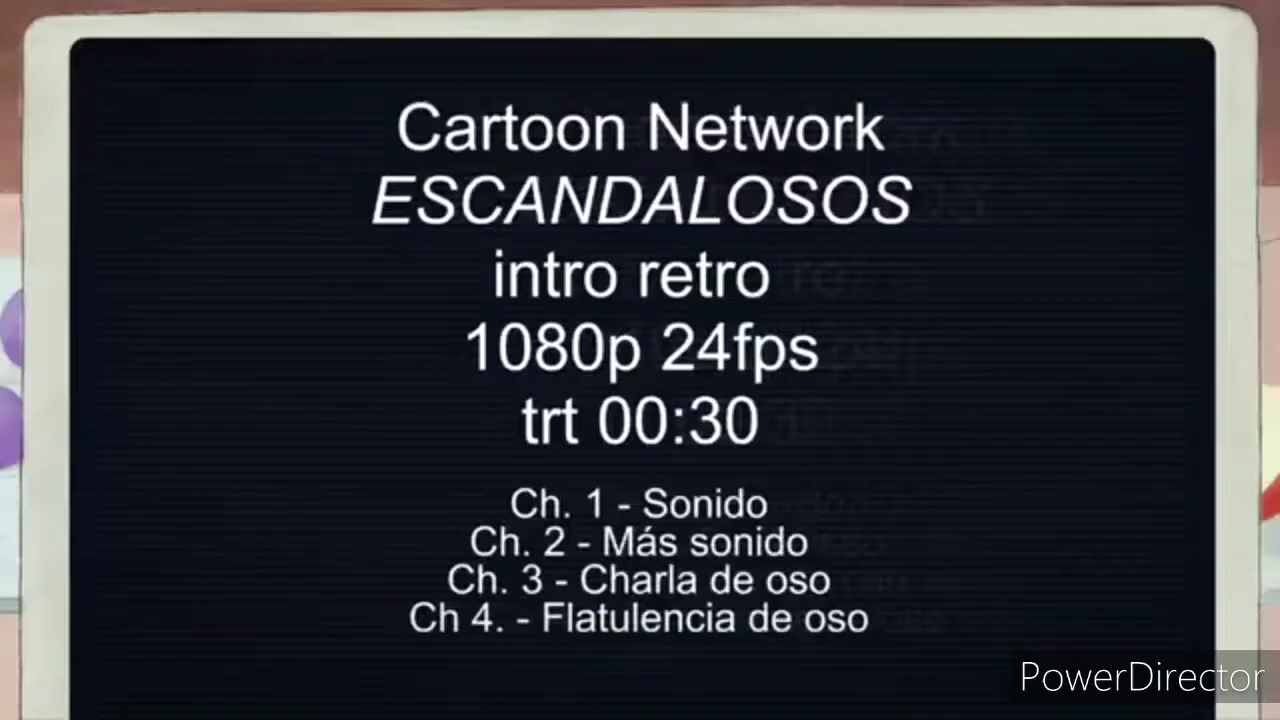 Cartoon Network
ESCANDALOSOS
intro retro
1080p 24fps
trt 00:30
Ch. 1 - Sonido
Ch. 2 - Más sonido
Ch. 3 - Charla de oso
Ch 4. - Flatulencia de oso
PowerDirector